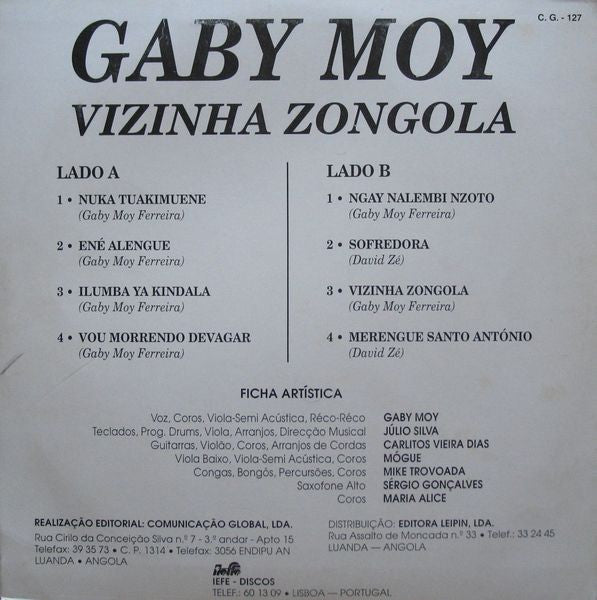 C. G. - 127
GABY MOY
VIZINHA ZONGOLA
LADO A
1 • NUKA TUAKIMUENE
(Gaby Moy Ferreira)
2 • ENÉ ALENGUE
(Gaby Moy Ferreira)
3 • ILUMBA YA KINDALA
(Gaby Moy Ferreira)
4 • VOU MORRENDO DEVAGAR
(Gaby Moy Ferreira)
LADO B
1 • NGAY NALEMBI NZOTO
(Gaby Moy Ferreira)
2 • SOFREDORA
(David Zé)
3 • VIZINHA ZONGOLA
(Gaby Moy Ferreira)
4 • MERENGUE SANTO ANTÓNIO
(David Zé)
FICHA ARTÍSTICA
Voz, Coros, Viola-Semi Acústica, Réco-Réco GABY MOY
Teclados, Prog. Drums, Viola, Arranjos, Direcção Musical JÚLIO SILVA
Guitarras, Violão, Coros, Arranjos de Cordas CARLITOS VIEIRA DIAS
Viola Baixo, Viola-Semi Acústica, Coros MÓGUE
Congas, Bongôs, Percursões, Coros MIKE TROVOADA
Saxofone Alto SÉRGIO GONÇALVES
Coros MARIA ALICE
REALIZAÇÃO EDITORIAL: COMUNICAÇÃO GLOBAL, LDA.
Rua Cirilo da Conceição Silva n.º 7 - 3.º andar - Apto 15
Telefax: 39 35 73 • C. P. 1314 • Telefax: 3056 ENDIPU AN
LUANDA • ANGOLA
DISTRIBUIÇÃO: EDITORA LEIPIN, LDA.
Rua Assalto de Moncada n.º 33 • Telef.: 33 24 45
LUANDA — ANGOLA
Ieffe
IEFE - DISCOS
TELEF.: 60 13 09 • LISBOA — PORTUGAL